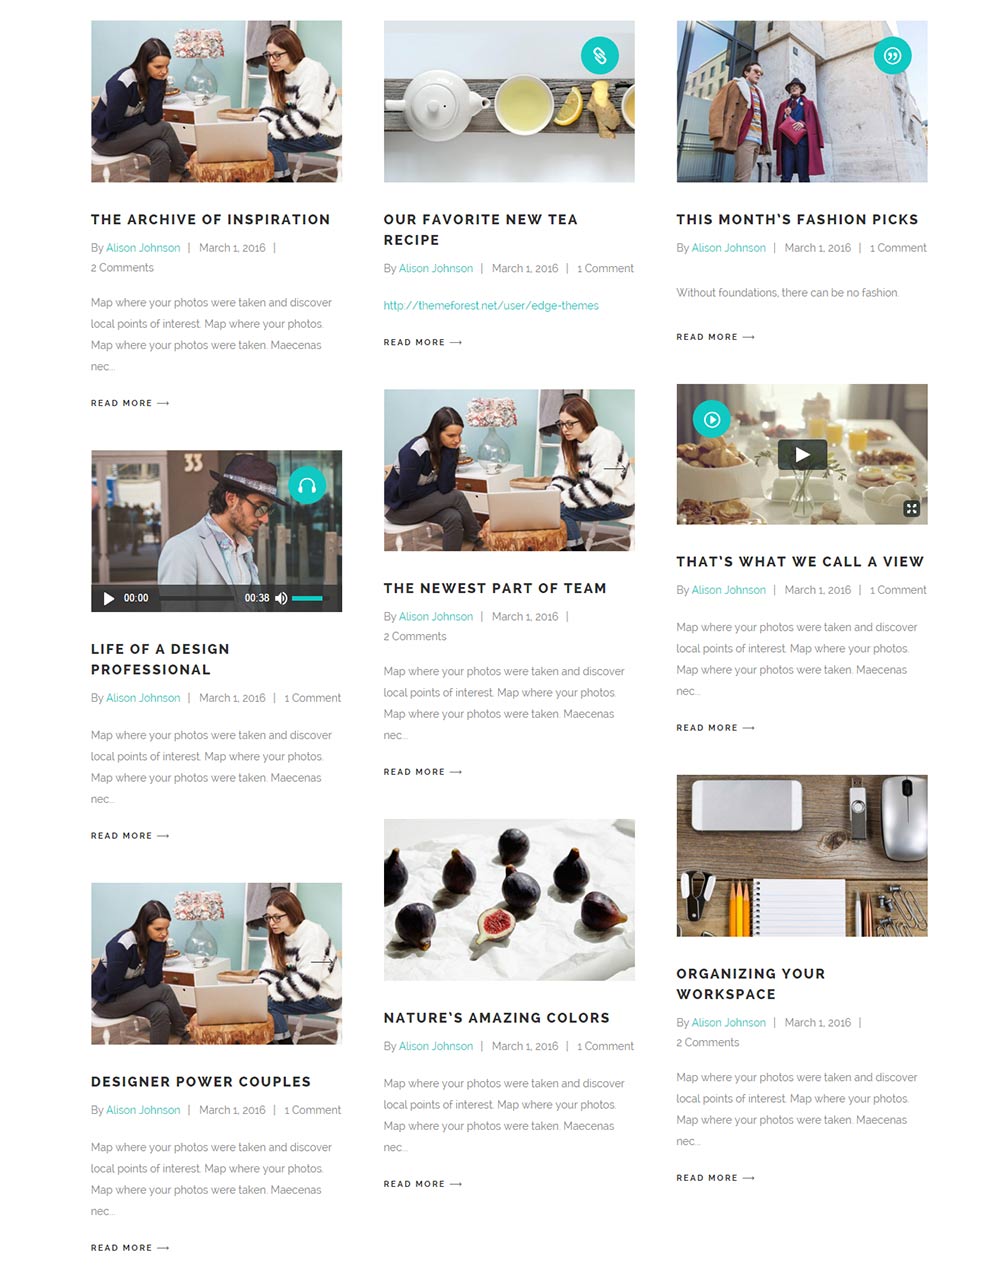 THE ARCHIVE OF INSPIRATION
By Alison Johnson | March 1, 2016 |
2 Comments
Map where your photos were taken and discover
local points of interest. Map where your photos.
Map where your photos were taken. Maecenas
nec...
READ MORE ⟶
33
00:00 00:38
LIFE OF A DESIGN
PROFESSIONAL
By Alison Johnson | March 1, 2016 | 1 Comment
Map where your photos were taken and discover
local points of interest. Map where your photos.
Map where your photos were taken. Maecenas
nec...
READ MORE ⟶
DESIGNER POWER COUPLES
By Alison Johnson | March 1, 2016 | 1 Comment
Map where your photos were taken and discover
local points of interest. Map where your photos.
Map where your photos were taken. Maecenas
nec...
READ MORE ⟶
OUR FAVORITE NEW TEA
RECIPE
By Alison Johnson | March 1, 2016 | 1 Comment
http://themeforest.net/user/edge-themes
READ MORE ⟶
THE NEWEST PART OF TEAM
By Alison Johnson | March 1, 2016 |
2 Comments
Map where your photos were taken and discover
local points of interest. Map where your photos.
Map where your photos were taken. Maecenas
nec...
READ MORE ⟶
NATURE'S AMAZING COLORS
By Alison Johnson | March 1, 2016 | 1 Comment
Map where your photos were taken and discover
local points of interest. Map where your photos.
Map where your photos were taken. Maecenas
nec...
READ MORE ⟶
THIS MONTH'S FASHION PICKS
By Alison Johnson | March 1, 2016 | 1 Comment
Without foundations, there can be no fashion.
READ MORE ⟶
THAT'S WHAT WE CALL A VIEW
By Alison Johnson | March 1, 2016 | 1 Comment
Map where your photos were taken and discover
local points of interest. Map where your photos.
Map where your photos were taken. Maecenas
nec...
READ MORE ⟶
ORGANIZING YOUR
WORKSPACE
By Alison Johnson | March 1, 2016 |
2 Comments
Map where your photos were taken and discover
local points of interest. Map where your photos.
Map where your photos were taken. Maecenas
nec...
READ MORE ⟶